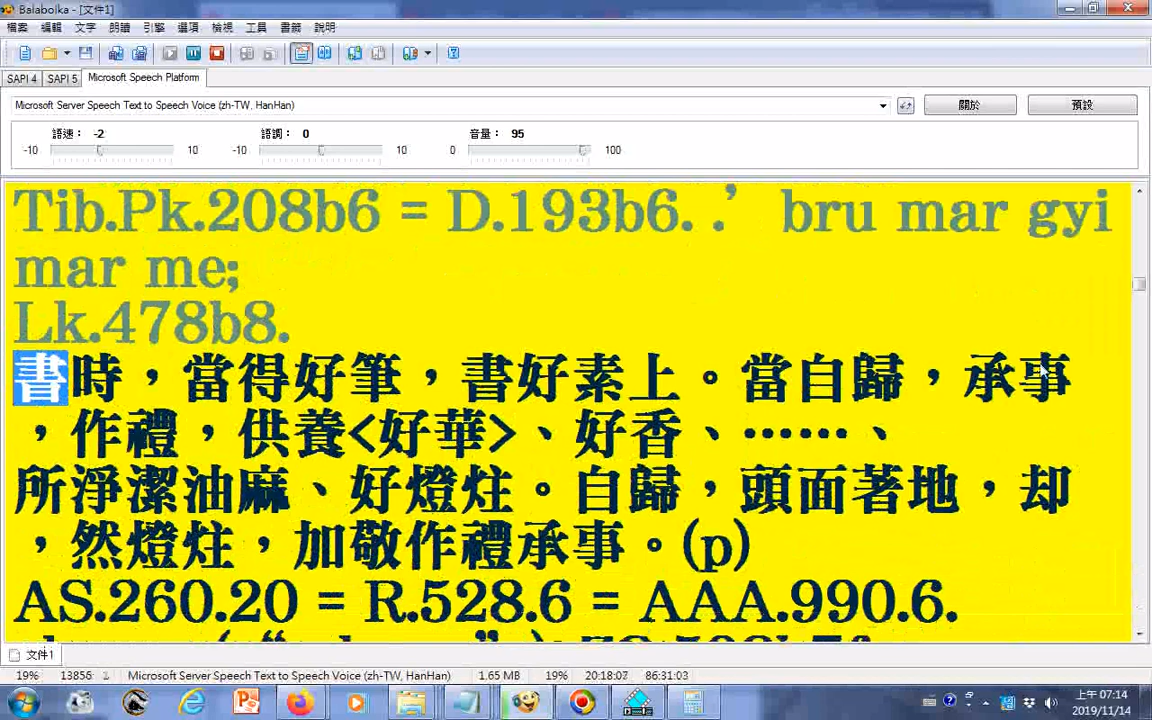 Balabolka - [文件1]
檔案 編輯 文字 朗讀 引擎 選項 檢視 工具 書籤 說明
SAPI 4 SAPI 5 Microsoft Speech Platform
Microsoft Server Speech Text to Speech Voice (zh-TW, HanHan) 關於 預設
語速： -2 語調： 0 音量： 95
-10 10 -10 10 0 100
Tib.Pk.208b6 = D.193b6. .’ bru mar gyi
mar me;
Lk.478b8.
書時，當得好筆，書好素上。當自歸，承事
，作禮，供養<好華>、好香、……、
所淨潔油麻、好燈炷。自歸，頭面著地，却
，然燈炷，加敬作禮承事。(p)
AS.260.20 = R.528.6 = AAA.990.6.
文件1
19% 13856 Microsoft Server Speech Text to Speech Voice (zh-TW, HanHan) 1.65 MB 19% 20:18:07 86:31:03
上午 07:14
2019/11/14